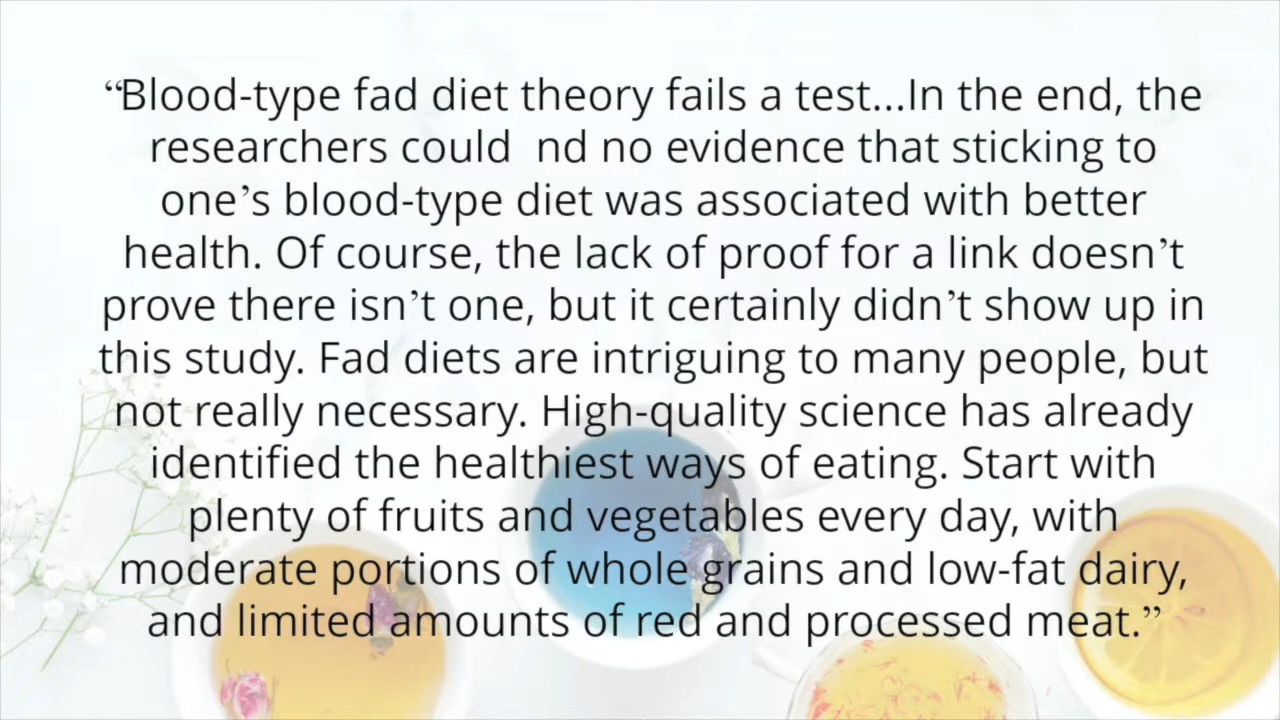 “Blood-type fad diet theory fails a test...In the end, the
researchers could nd no evidence that sticking to
one’s blood-type diet was associated with better
health. Of course, the lack of proof for a link doesn’t
prove there isn’t one, but it certainly didn’t show up in
this study. Fad diets are intriguing to many people, but
not really necessary. High-quality science has already
identified the healthiest ways of eating. Start with
plenty of fruits and vegetables every day, with
moderate portions of whole grains and low-fat dairy,
and limited amounts of red and processed meat.”